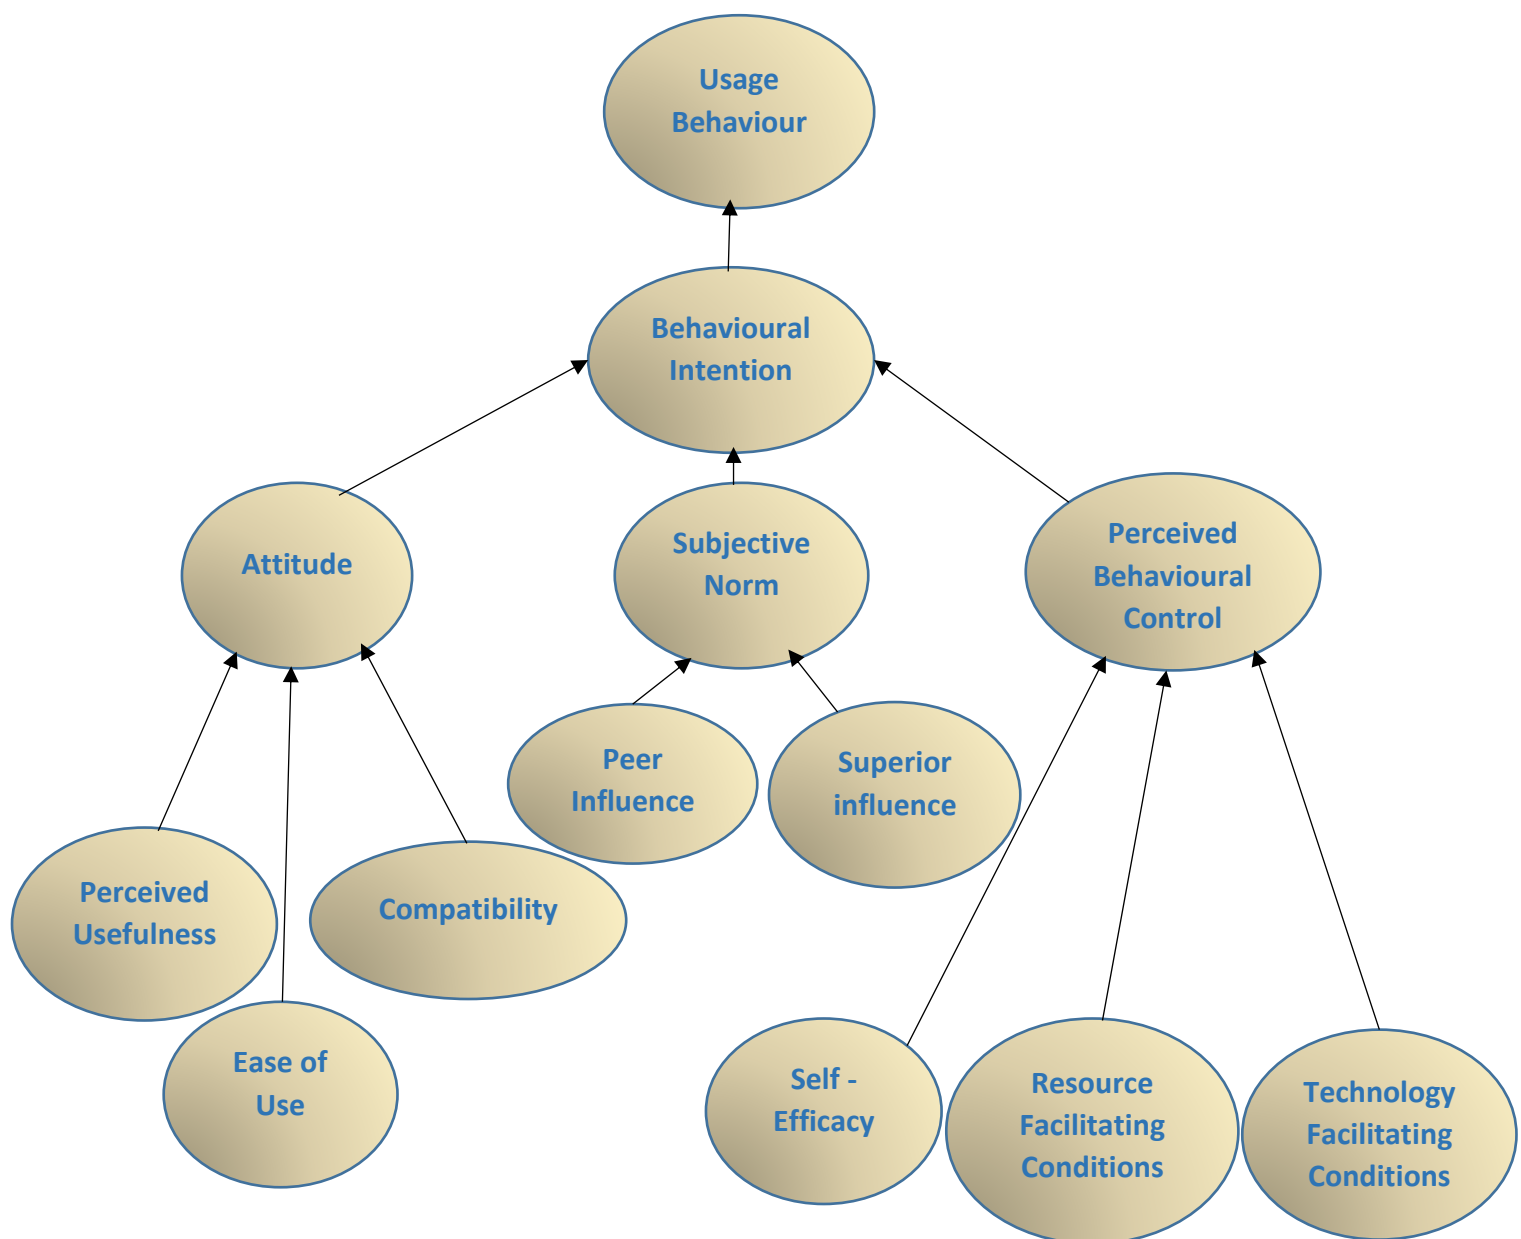 Usage
Behaviour
Behavioural
Intention
Attitude
Subjective
Norm
Perceived
Behavioural
Control
Peer
Influence
Superior
influence
Perceived
Usefulness
Compatibility
Ease of
Use
Self -
Efficacy
Resource
Facilitating
Conditions
Technology
Facilitating
Conditions